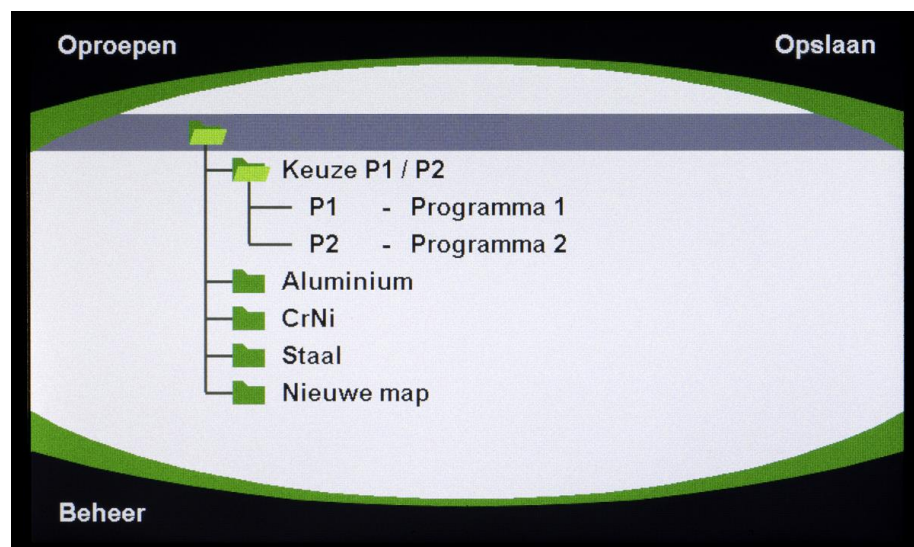 Oproepen
Opslaan
Keuze P1 / P2
P1 - Programma 1
P2 - Programma 2
Aluminium
CrNi
Staal
Nieuwe map
Beheer